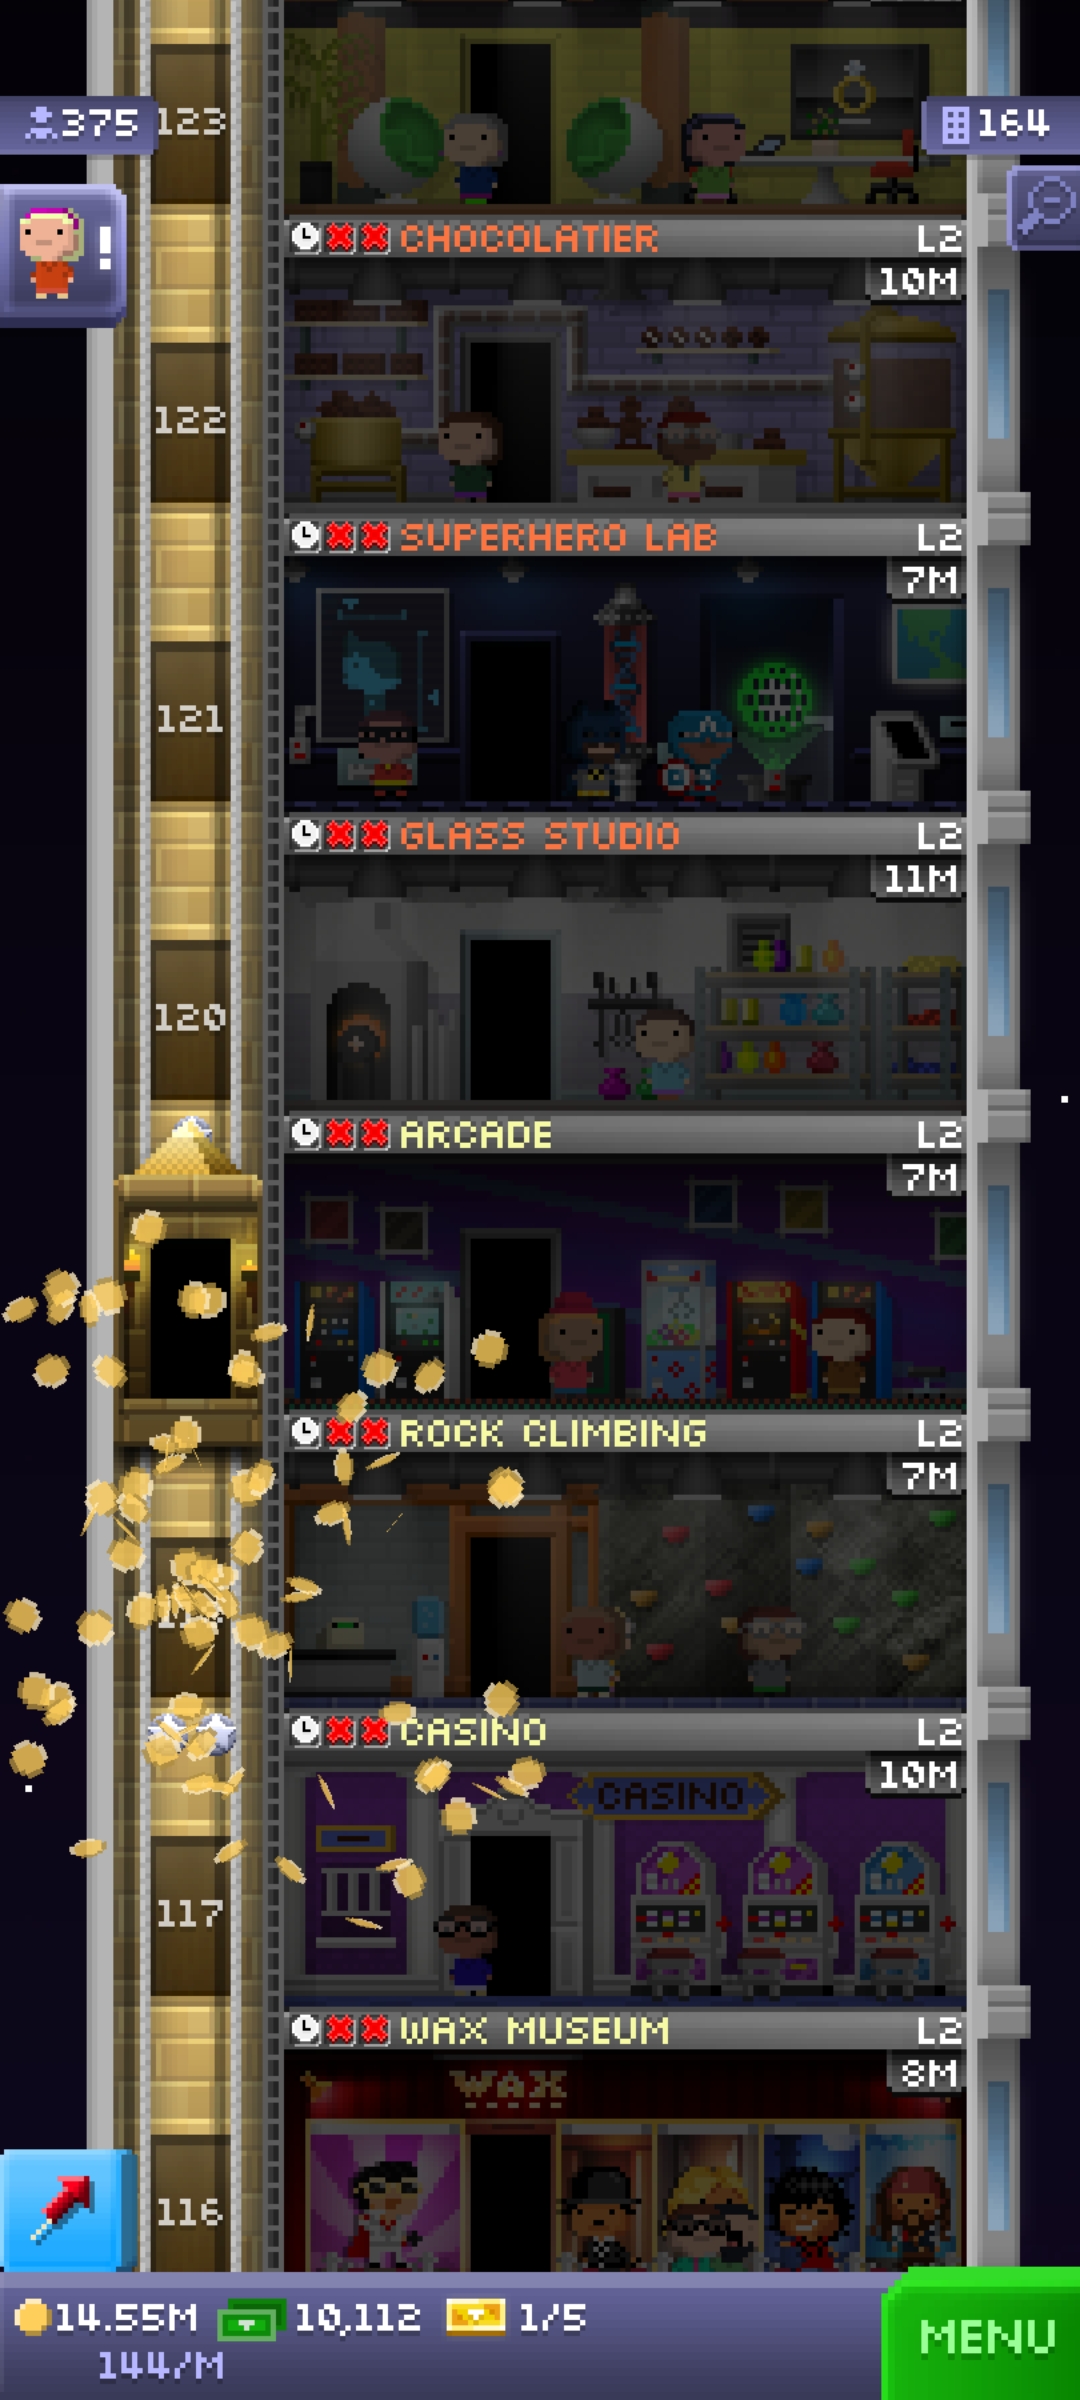 375
123
164
!
CHOCOLATIER L2
10M
122
SUPERHERO LAB L2
7M
121
GLASS STUDIO L2
11M
120
ARCADE L2
7M
ROCK CLIMBING L2
7M
CASINO L2
10M
CASINO
117
WAX MUSEUM L2
8M
WAX
116
14.55M 10,112 1/5
144/M
MENU